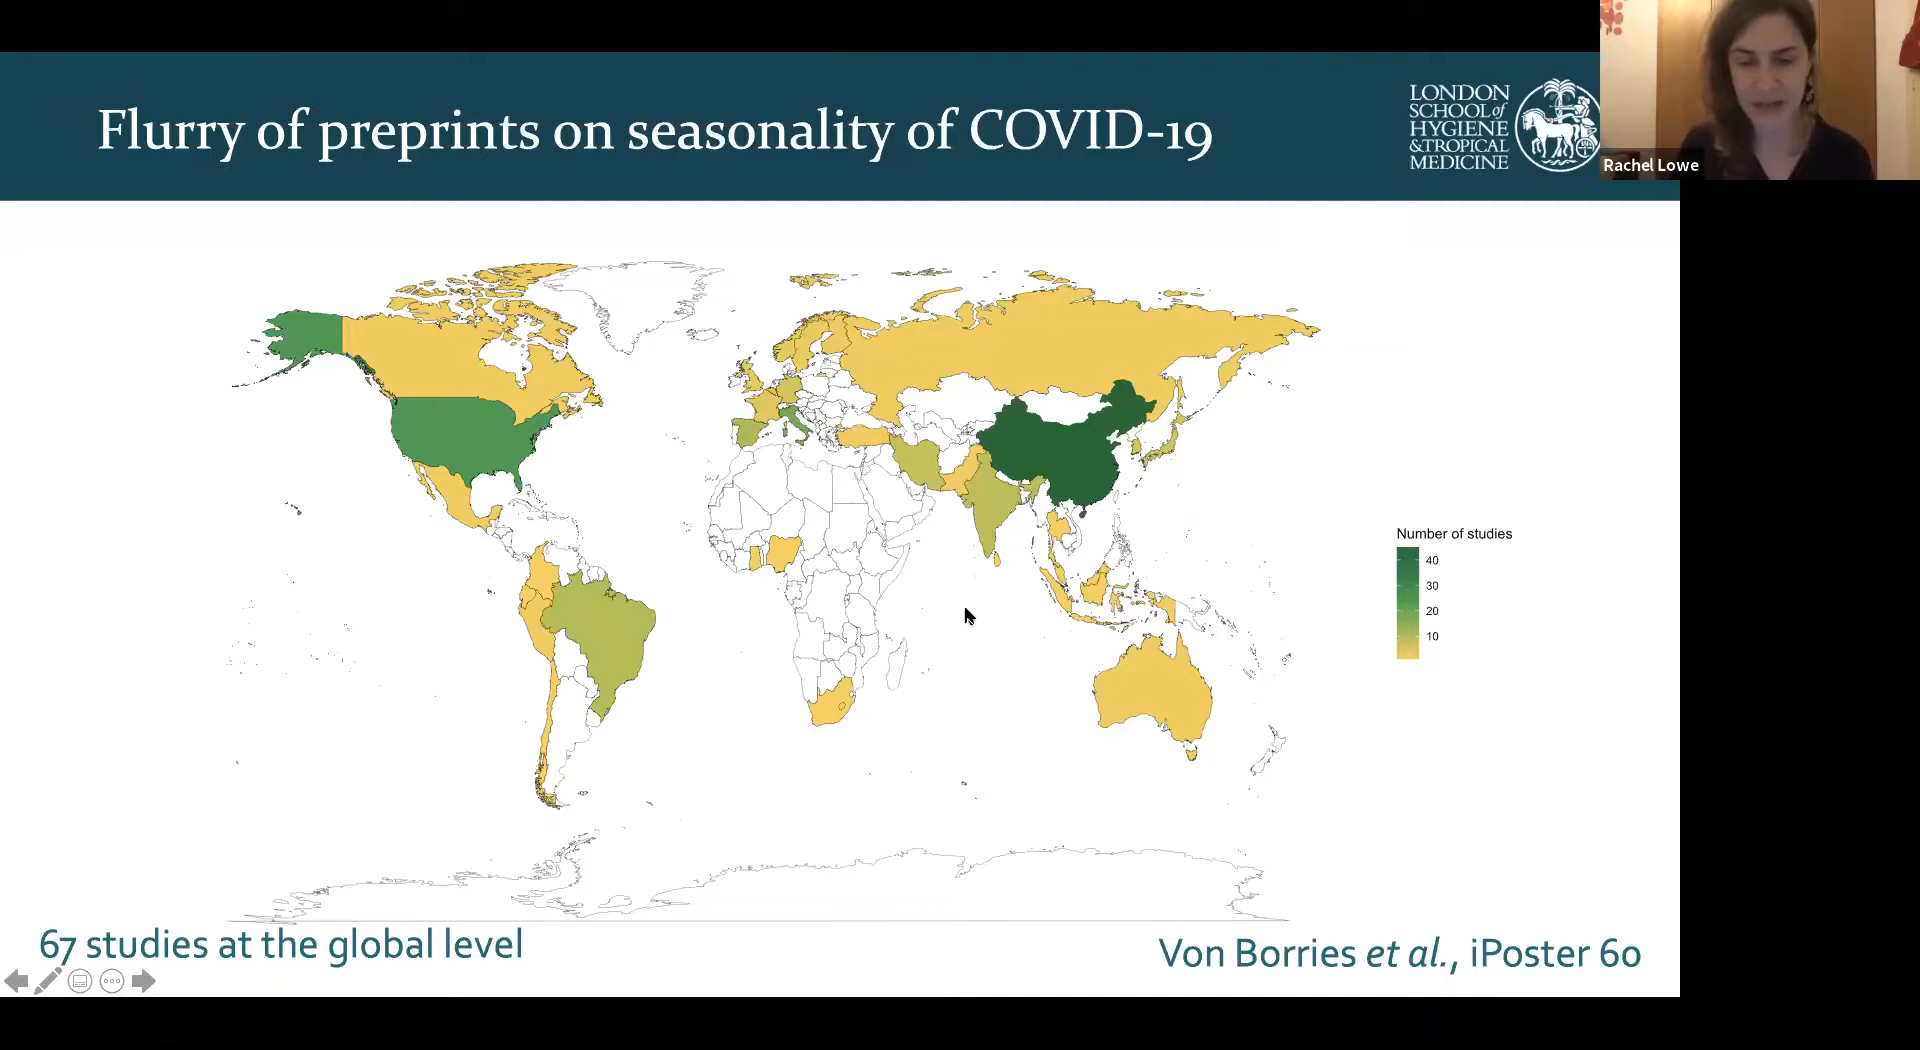 Flurry of preprints on seasonality of COVID-19
LONDON
SCHOOL of
HYGIENE
&TROPICAL
MEDICINE
Rachel Lowe
Number of studies
40
30
20
10
67 studies at the global level
Von Borries et al., iPoster 60